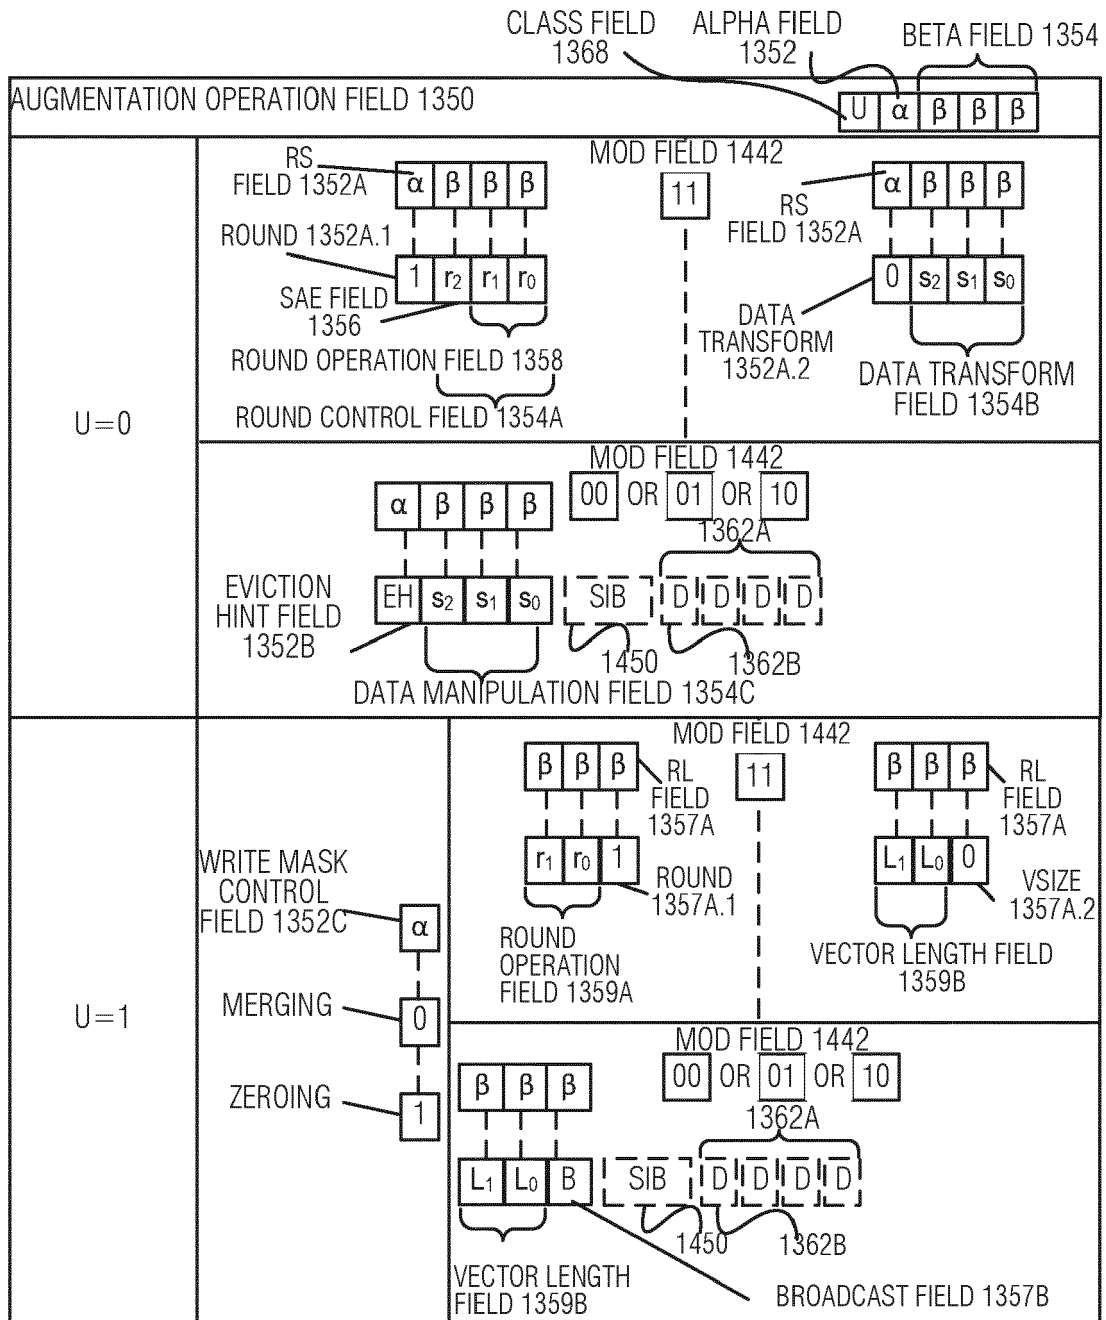 CLASS FIELD
1368
ALPHA FIELD
1352
BETA FIELD 1354
AUGMENTATION OPERATION FIELD 1350
U α β β β
U=0
RS
FIELD 1352A
α β β β
ROUND 1352A.1
1 r2 r1 r0
SAE FIELD
1356
ROUND OPERATION FIELD 1358
ROUND CONTROL FIELD 1354A
MOD FIELD 1442
11
α β β β
RS
FIELD 1352A
0 s2 s1 s0
DATA
TRANSFORM
1352A.2
DATA TRANSFORM
FIELD 1354B
MOD FIELD 1442
00 OR 01 OR 10
α β β β
1362A
EVICTION
HINT FIELD
1352B
EH s2 s1 s0
SIB
D D D D
1450
1362B
DATA MANIPULATION FIELD 1354C
U=1
WRITE MASK
CONTROL
FIELD 1352C
α
MERGING
0
ZEROING
1
MOD FIELD 1442
11
β β β
RL
FIELD
1357A
r1 r0 1
ROUND
1357A.1
ROUND
OPERATION
FIELD 1359A
β β β
RL
FIELD
1357A
L1 L0 0
VSIZE
1357A.2
VECTOR LENGTH FIELD
1359B
MOD FIELD 1442
00 OR 01 OR 10
β β β
1362A
L1 L0 B
SIB
D D D D
1450
1362B
VECTOR LENGTH
FIELD 1359B
BROADCAST FIELD 1357B